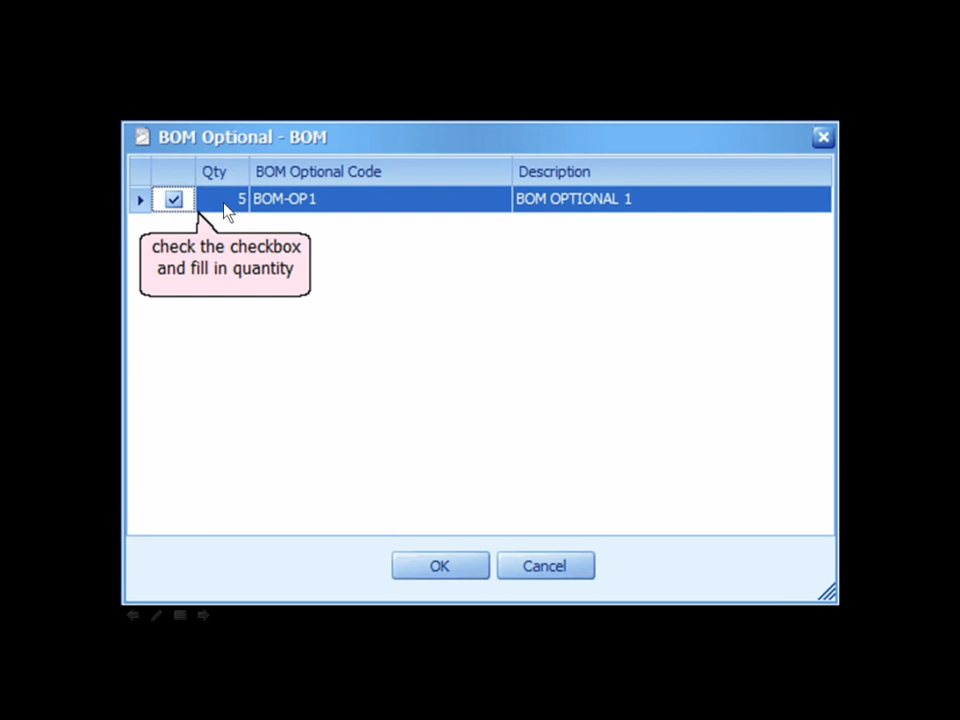 BOM Optional - BOM
Qty BOM Optional Code Description
5 BOM-OP1 BOM OPTIONAL 1
check the checkbox
and fill in quantity
OK Cancel